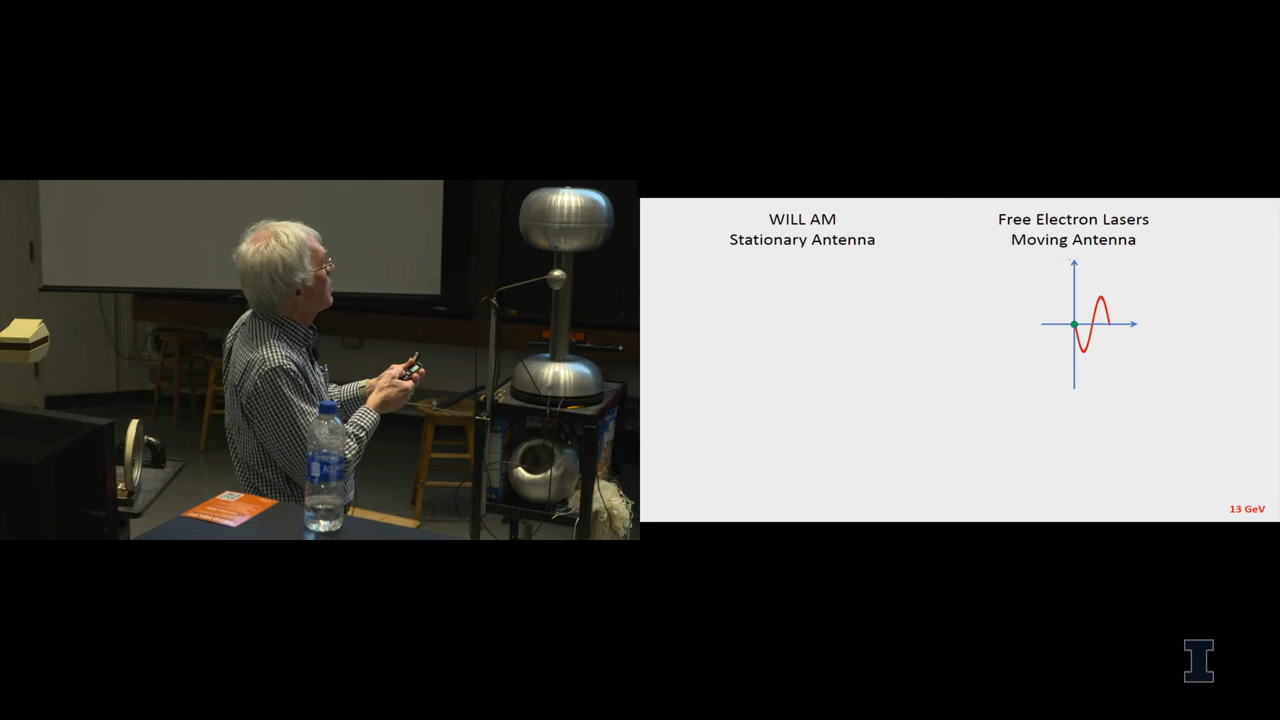 WILL AM
Stationary Antenna
Free Electron Lasers
Moving Antenna
13 GeV
I